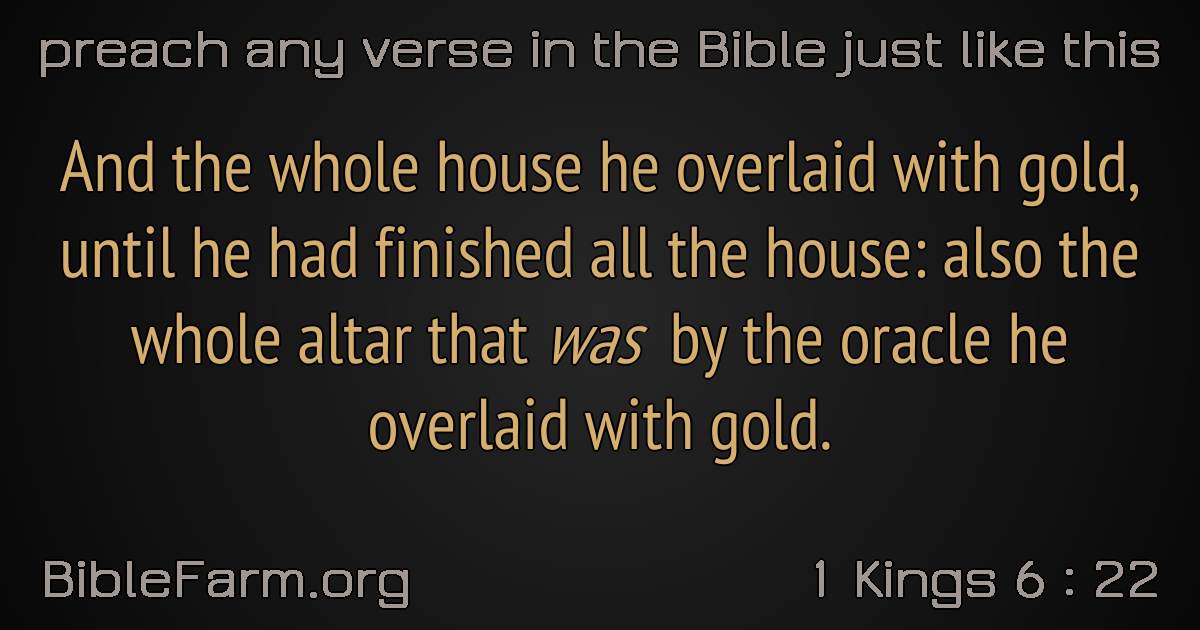 preach any verse in the Bible just like this
And the whole house he overlaid with gold,
until he had finished all the house: also the
whole altar that was by the oracle he
overlaid with gold.
BibleFarm.org
1 Kings 6 : 22